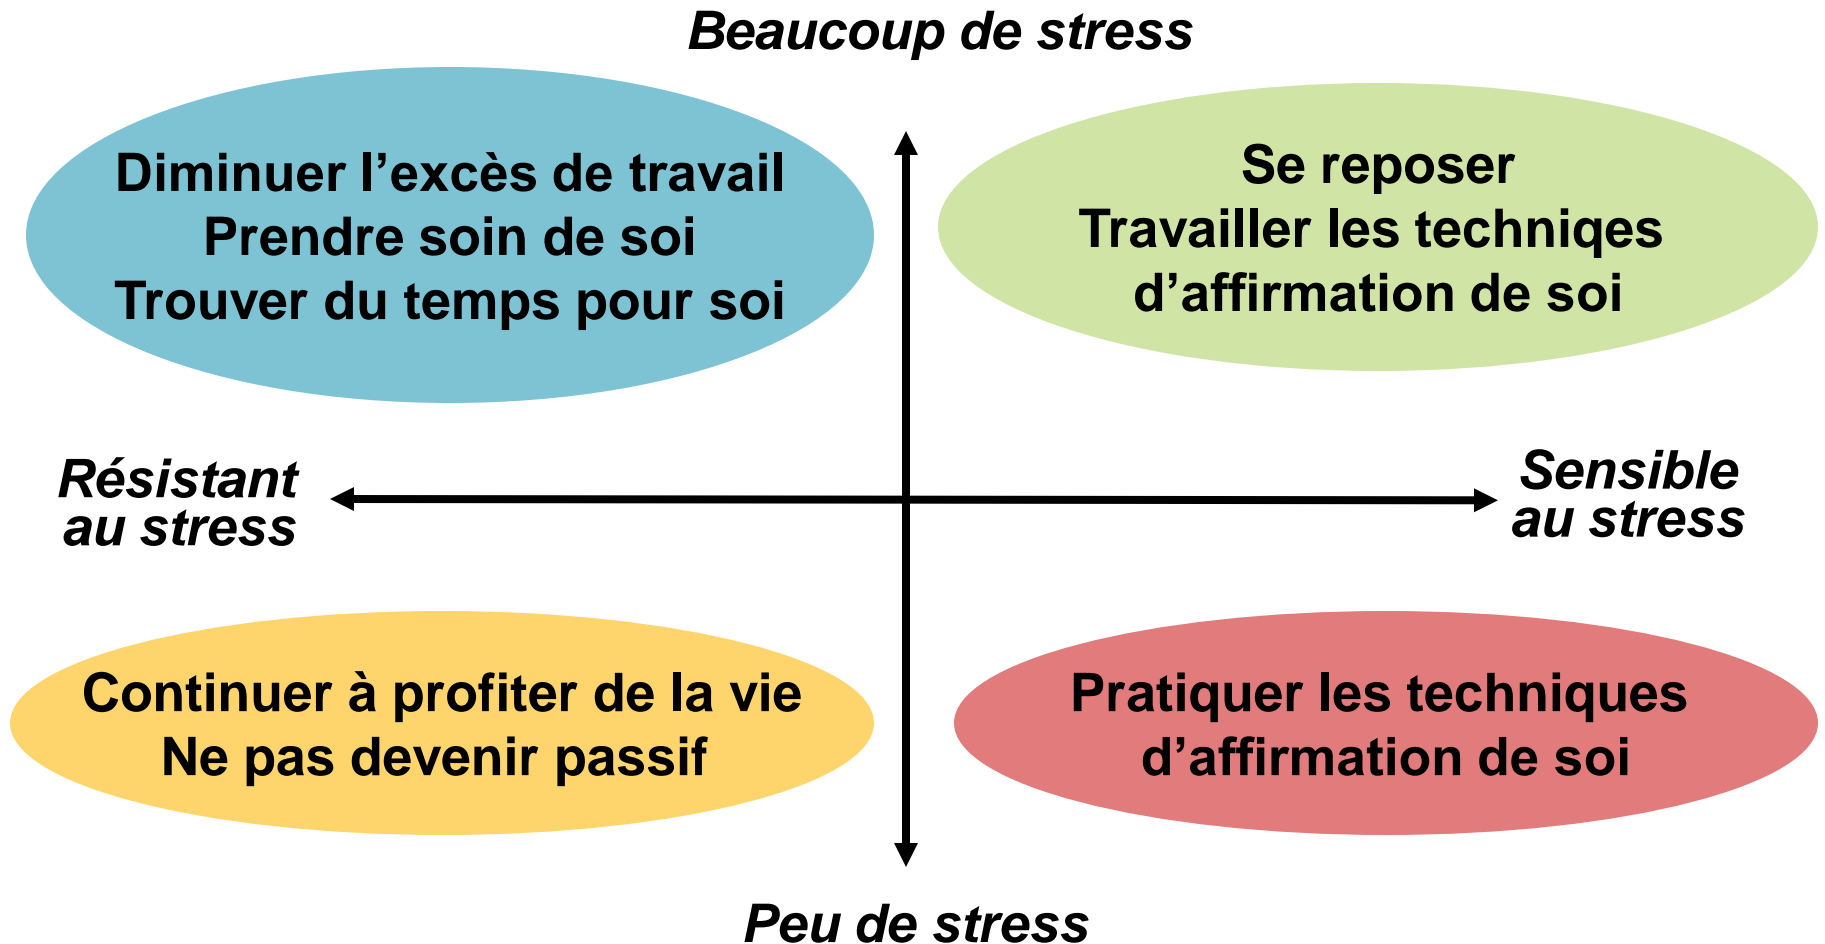 Beaucoup de stress
Diminuer l’excès de travail
Prendre soin de soi
Trouver du temps pour soi
Se reposer
Travailler les techniqes
d’affirmation de soi
Résistant
au stress
Sensible
au stress
Continuer à profiter de la vie
Ne pas devenir passif
Pratiquer les techniques
d’affirmation de soi
Peu de stress